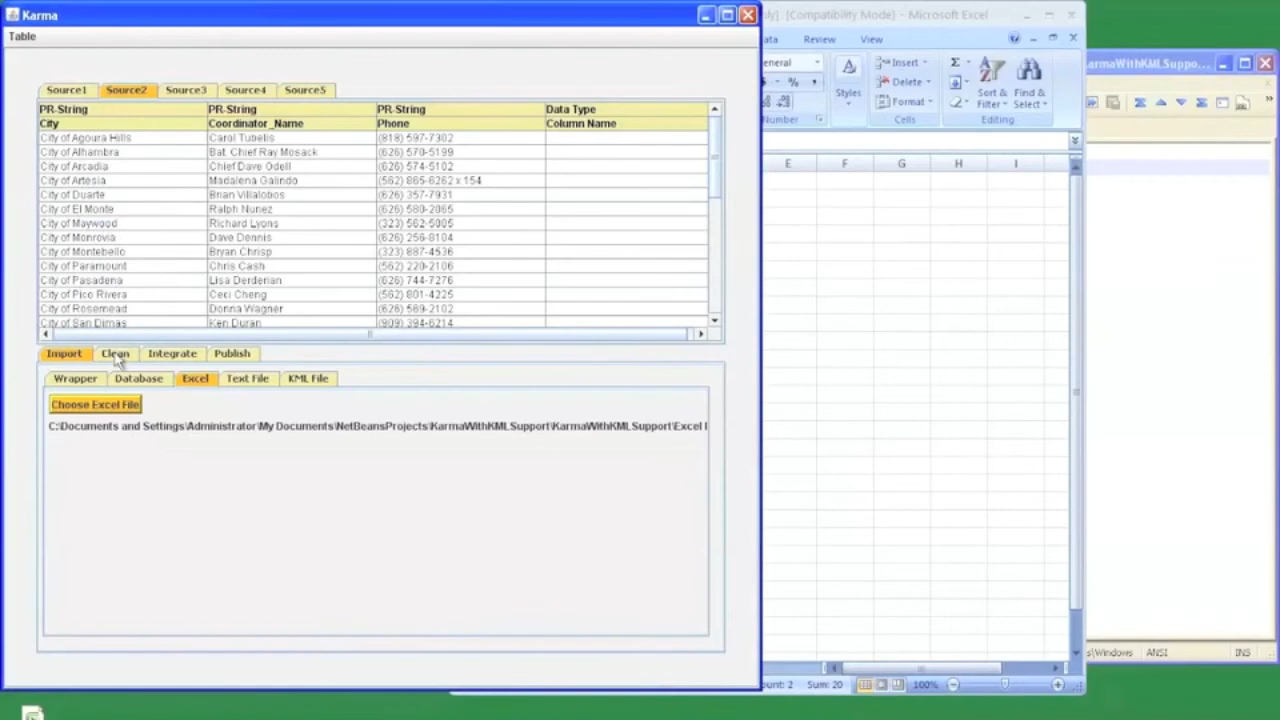 Karma
Table
Source1 Source2 Source3 Source4 Source5
PR-String PR-String PR-String Data Type
City Coordinator_Name Phone Column Name
City of Agoura Hills Carol Tubelis (818) 597-7302
City of Alhambra Bat. Chief Ray Mosack (626) 570-5199
City of Arcadia Chief Dave Odell (626) 574-5102
City of Artesia Madalena Galindo (562) 865-6262 x 154
City of Duarte Brian Villalobos (626) 357-7931
City of El Monte Ralph Nunez (626) 580-2065
City of Maywood Richard Lyons (323) 562-5005
City of Monrovia Dave Dennis (626) 256-8104
City of Montebello Bryan Chrisp (323) 887-4536
City of Paramount Chris Cash (562) 220-2106
City of Pasadena Lisa Derderian (626) 744-7276
City of Pico Rivera Ceci Cheng (562) 801-4225
City of Rosemead Donna Wagner (626) 569-2102
City of San Dimas Ken Duran (909) 394-6214
Import Clean Integrate Publish
Wrapper Database Excel Text File KML File
Choose Excel File
C:\Documents and Settings\Administrator\My Documents\NetBeansProjects\KarmaWithKMLSupport\KarmaWithKMLSupport\Excel
[Compatibility Mode] - Microsoft Excel
ata Review View
eneral
% ,
Styles
Insert
Delete
Format
Σ
Sort & Filter
Find & Select
umber Cells Editing
E F G H I
ount: 2 Sum: 20 100%
armaWithKMLSuppo...
s\Windows ANSI INS